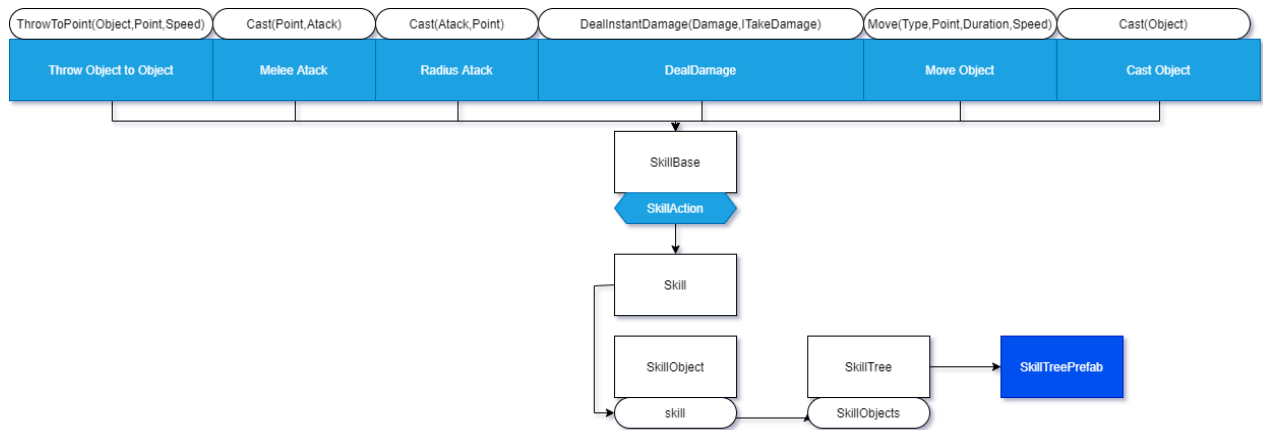 ThrowToPoint(Object,Point,Speed)
Cast(Point,Atack)
Cast(Atack,Point)
DealInstantDamage(Damage,ITakeDamage)
Move(Type,Point,Duration,Speed)
Cast(Object)
Throw Object to Object
Melee Atack
Radius Atack
DealDamage
Move Object
Cast Object
SkillBase
SkillAction
Skill
SkillObject
SkillTree
SkillTreePrefab
skill
SkillObjects